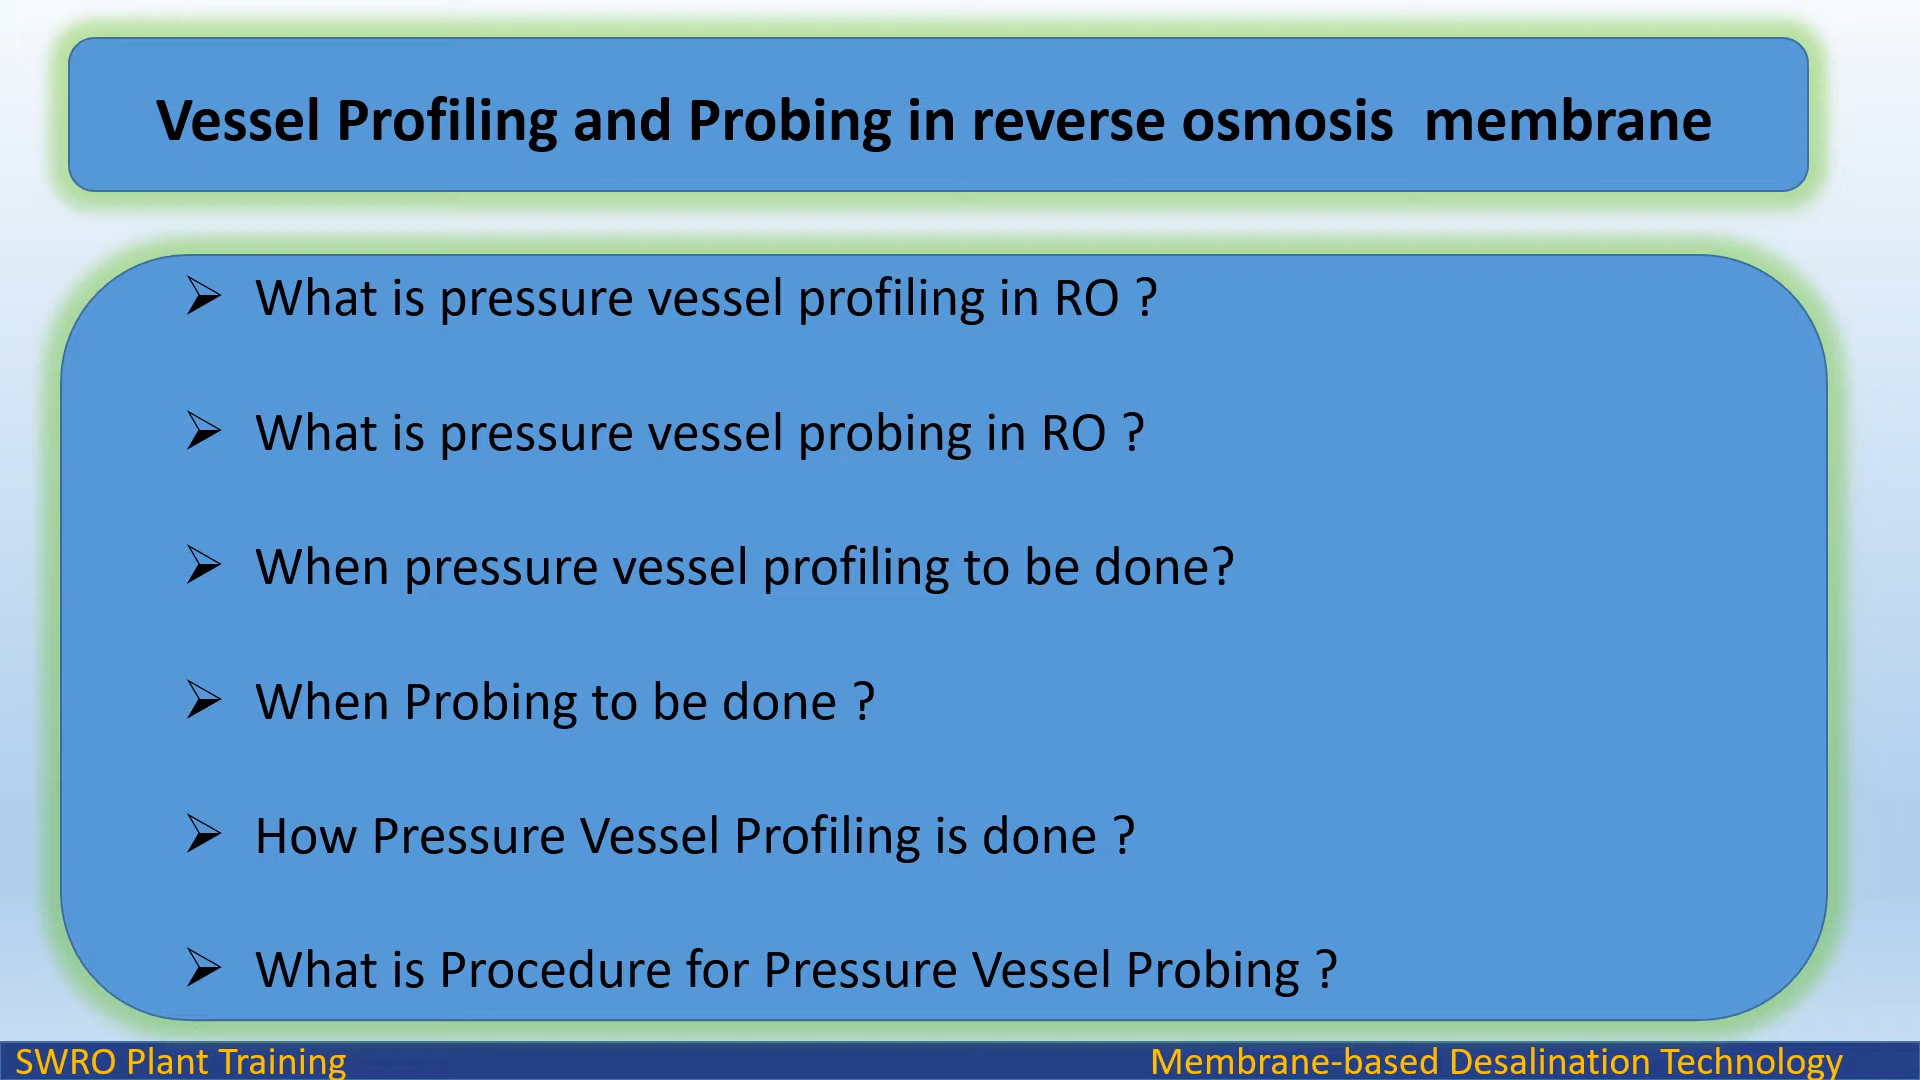 Vessel Profiling and Probing in reverse osmosis  membrane
➢ What is pressure vessel profiling in RO ?
➢ What is pressure vessel probing in RO ?
➢ When pressure vessel profiling to be done?
➢ When Probing to be done ?
➢ How Pressure Vessel Profiling is done ?
➢ What is Procedure for Pressure Vessel Probing ?
SWRO Plant Training
Membrane-based Desalination Technology